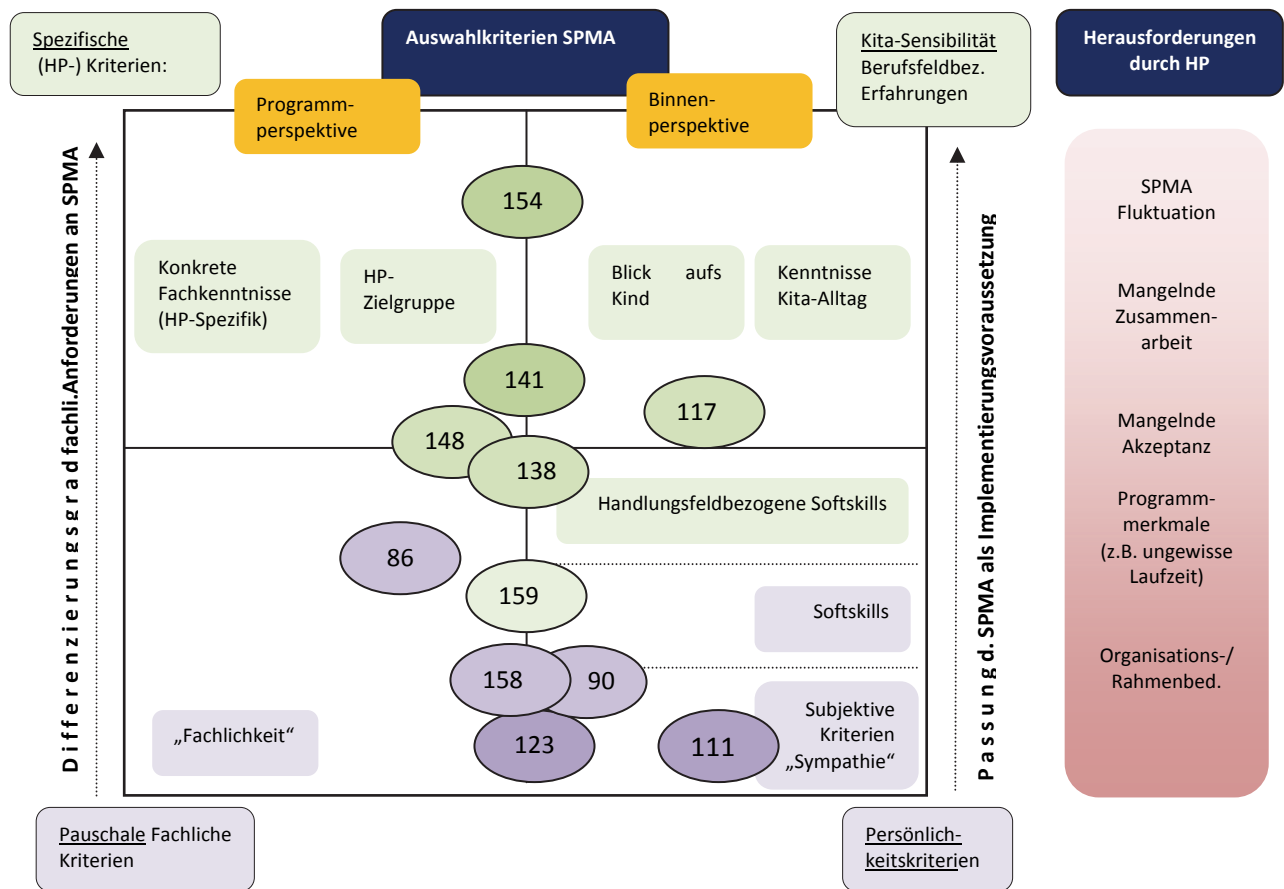 Spezifische
(HP-) Kriterien:
Auswahlkriterien SPMA
Kita-Sensibilität
Berufsfeldbez.
Erfahrungen
Herausforderungen
durch HP
Programm-
perspektive
Binnen-
perspektive
Differenzierungsgrad fachli.Anforderungen an SPMA
Passung d. SPMA als Implementierungsvoraussetzung
154
Konkrete
Fachkenntnisse
(HP-Spezifik)
HP-
Zielgruppe
Blick aufs
Kind
Kenntnisse
Kita-Alltag
141
117
148
138
Handlungsfeldbezogene Softskills
86
159
Softskills
158
90
„Fachlichkeit“
123
111
Subjektive
Kriterien
„Sympathie“
SPMA
Fluktuation
Mangelnde
Zusammen-
arbeit
Mangelnde
Akzeptanz
Programm-
merkmale
(z.B. ungewisse
Laufzeit)
Organisations-/
Rahmenbed.
Pauschale Fachliche
Kriterien
Persönlich-
keitskriterien